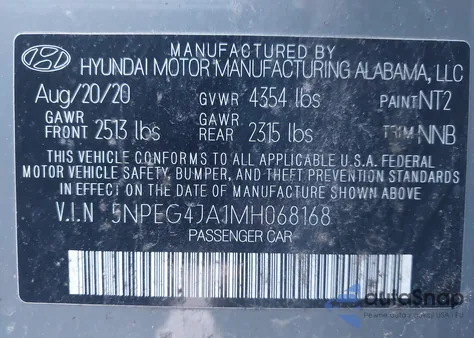 MANUFACTURED BY
HYUNDAI MOTOR MANUFACTURING ALABAMA, LLC
Aug/20/20 GVWR 4354 lbs PAINT NT2
GAWR FRONT 2513 lbs GAWR REAR 2315 lbs TRIM NNB
THIS VEHICLE CONFORMS TO ALL APPLICABLE U.S.A. FEDERAL
MOTOR VEHICLE SAFETY, BUMPER, AND THEFT PREVENTION STANDARDS
IN EFFECT ON THE DATE OF MANUFACTURE SHOWN ABOVE.
V.I.N 5NPEG4JA1MH068168
PASSENGER CAR
autoSnap